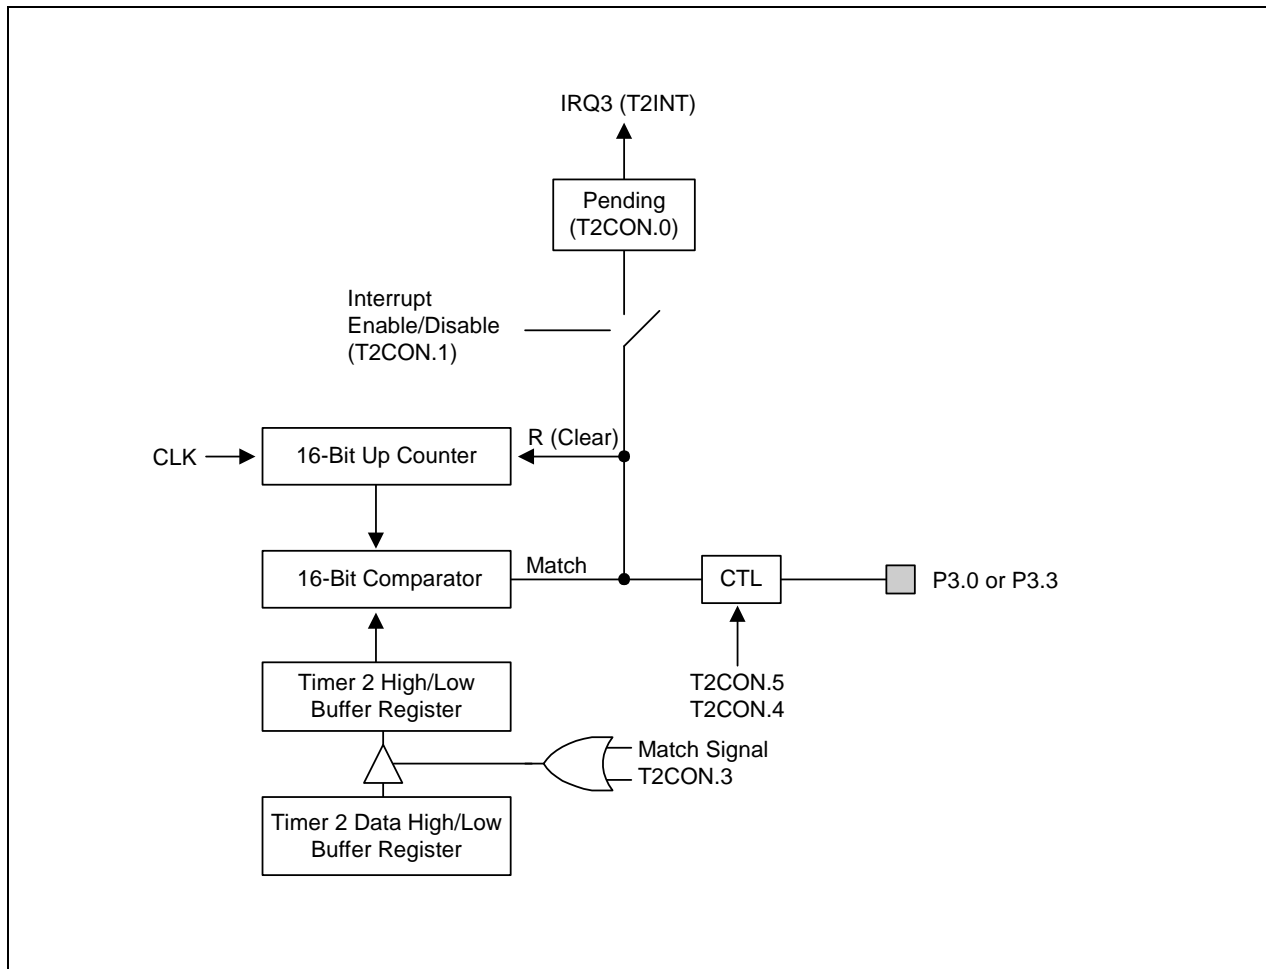 IRQ3 (T2INT)
Pending
(T2CON.0)
Interrupt
Enable/Disable
(T2CON.1)
R (Clear)
CLK
16-Bit Up Counter
16-Bit Comparator
Match
CTL
P3.0 or P3.3
Timer 2 High/Low
Buffer Register
T2CON.5
T2CON.4
Match Signal
T2CON.3
Timer 2 Data High/Low
Buffer Register